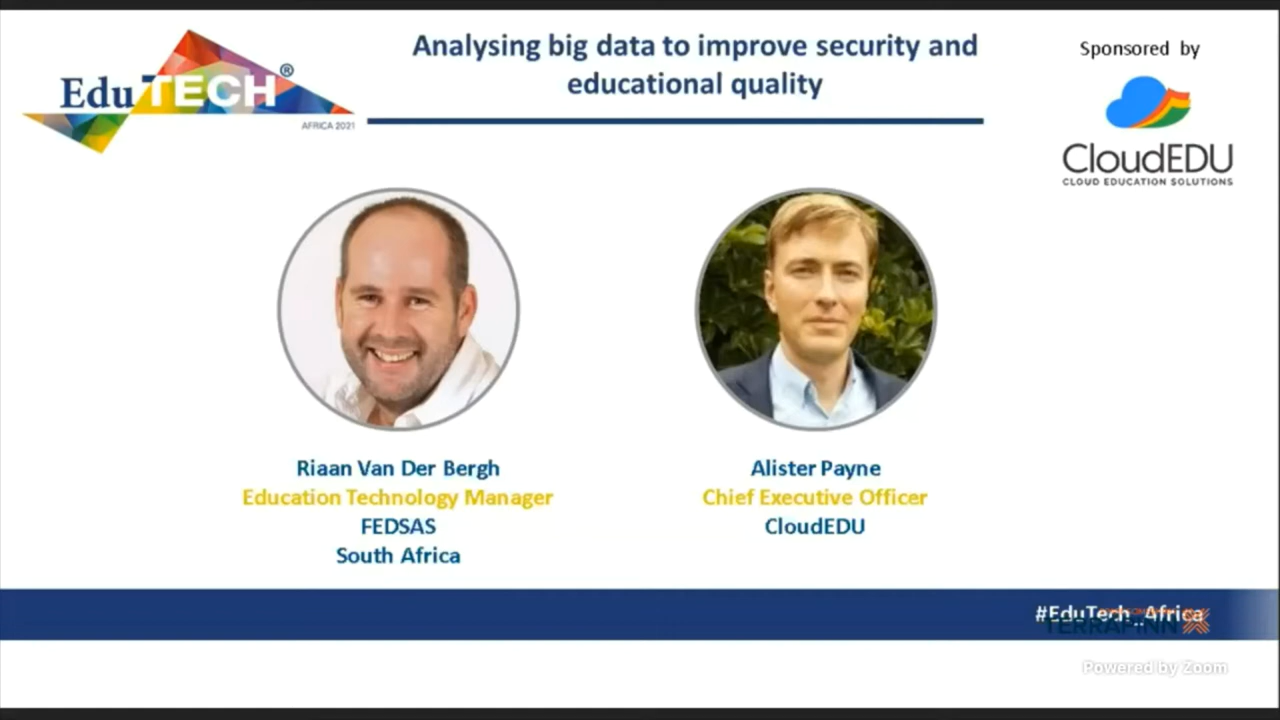 Analysing big data to improve security and
educational quality
EduTECH®
AFRICA 2021
Sponsored by
CloudEDU
CLOUD EDUCATION SOLUTIONS
Riaan Van Der Bergh
Education Technology Manager
FEDSAS
South Africa
Alister Payne
Chief Executive Officer
CloudEDU
#EduTech_Africa
TERRAPINN
Powered by Zoom